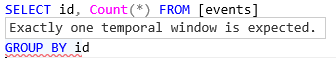 SELECT id, Count(*) FROM [events]
Exactly one temporal window is expected.
GROUP BY id